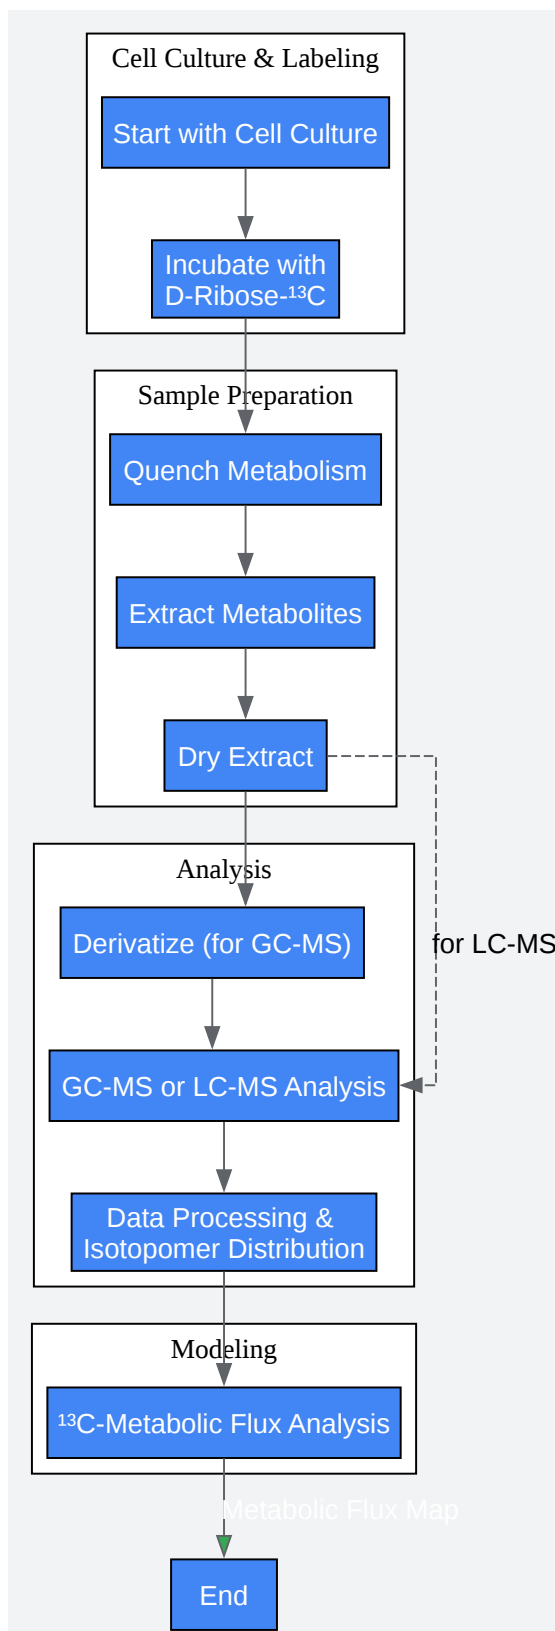 Cell Culture & Labeling
Start with Cell Culture
Incubate with
D-Ribose-¹³C
Sample Preparation
Quench Metabolism
Extract Metabolites
Dry Extract
Analysis
Derivatize (for GC-MS)
for LC-MS
GC-MS or LC-MS Analysis
Data Processing &
Isotopomer Distribution
Modeling
¹³C-Metabolic Flux Analysis
Metabolic Flux Map
End